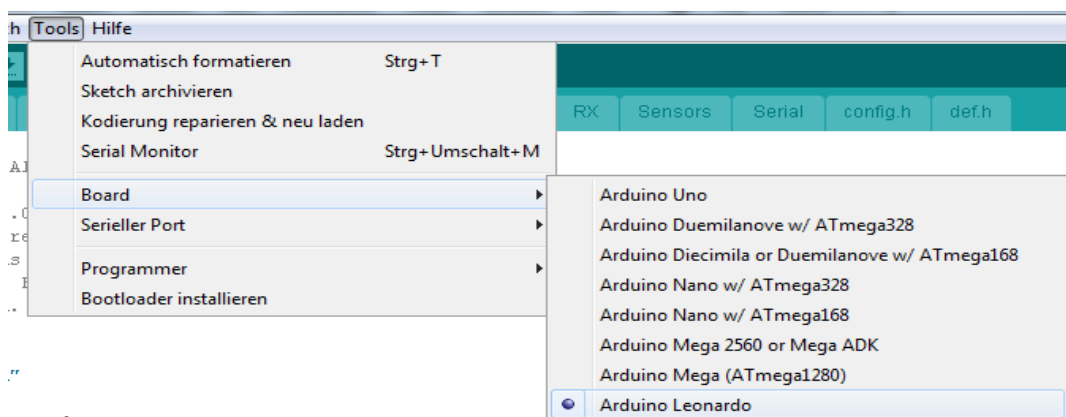 Tools Hilfe
Automatisch formatieren Strg+T
Sketch archivieren
Kodierung reparieren & neu laden
Serial Monitor Strg+Umschalt+M
Board
Serieller Port
Programmer
Bootloader installieren
RX Sensors Serial config.h def.h
Arduino Uno
Arduino Duemilanove w/ ATmega328
Arduino Diecimila or Duemilanove w/ ATmega168
Arduino Nano w/ ATmega328
Arduino Nano w/ ATmega168
Arduino Mega 2560 or Mega ADK
Arduino Mega (ATmega1280)
Arduino Leonardo